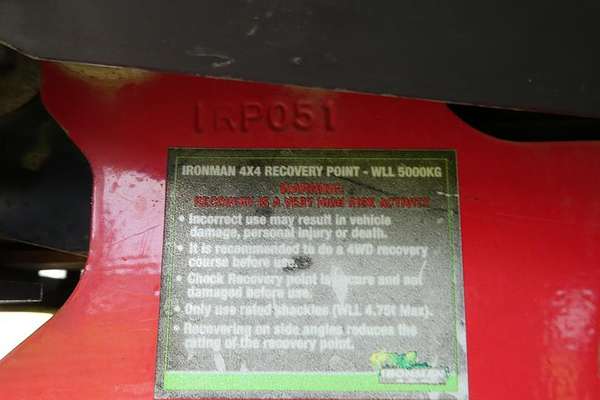 IRP051
IRONMAN 4X4 RECOVERY POINT - WLL 5000KG
WARNING:
RECOVERY IS A VERY HIGH RISK ACTIVITY
• Incorrect use may result in vehicle
damage, personal injury or death.
• It is recommended to do a 4WD recovery
course before use.
• Check Recovery point is secure and not
damaged before use.
• Only use rated shackles (WLL 4.75t Max).
• Recovering on side angles reduces the
rating of the recovery point.
IRONMAN